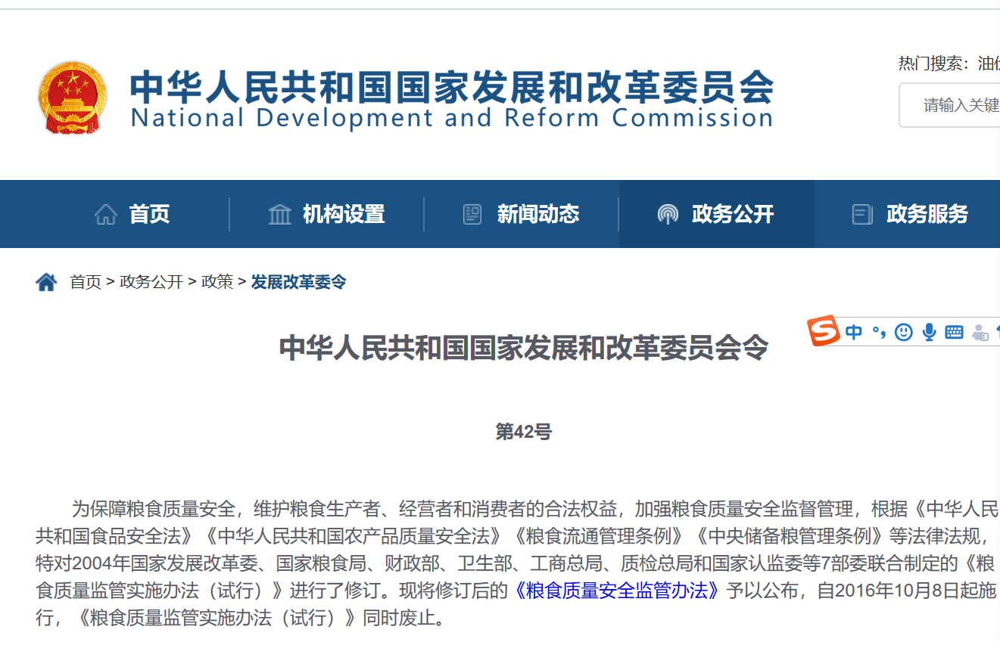 中华人民共和国国家发展和改革委员会
National Development and Reform Commission
热门搜索：油
请输入关键
首页
机构设置
新闻动态
政务公开
政务服务
首页 > 政务公开 > 政策 > 发展改革委令
中
中华人民共和国国家发展和改革委员会令
第42号
为保障粮食质量安全，维护粮食生产者、经营者和消费者的合法权益，加强粮食质量安全监督管理，根据《中华人民
共和国食品安全法》《中华人民共和国农产品质量安全法》《粮食流通管理条例》《中央储备粮管理条例》等法律法规，
特对2004年国家发展改革委、国家粮食局、财政部、卫生部、工商总局、质检总局和国家认监委等7部委联合制定的《粮
食质量监管实施办法（试行）》进行了修订。现将修订后的《粮食质量安全监管办法》予以公布，自2016年10月8日起施
行，《粮食质量监管实施办法（试行）》同时废止。